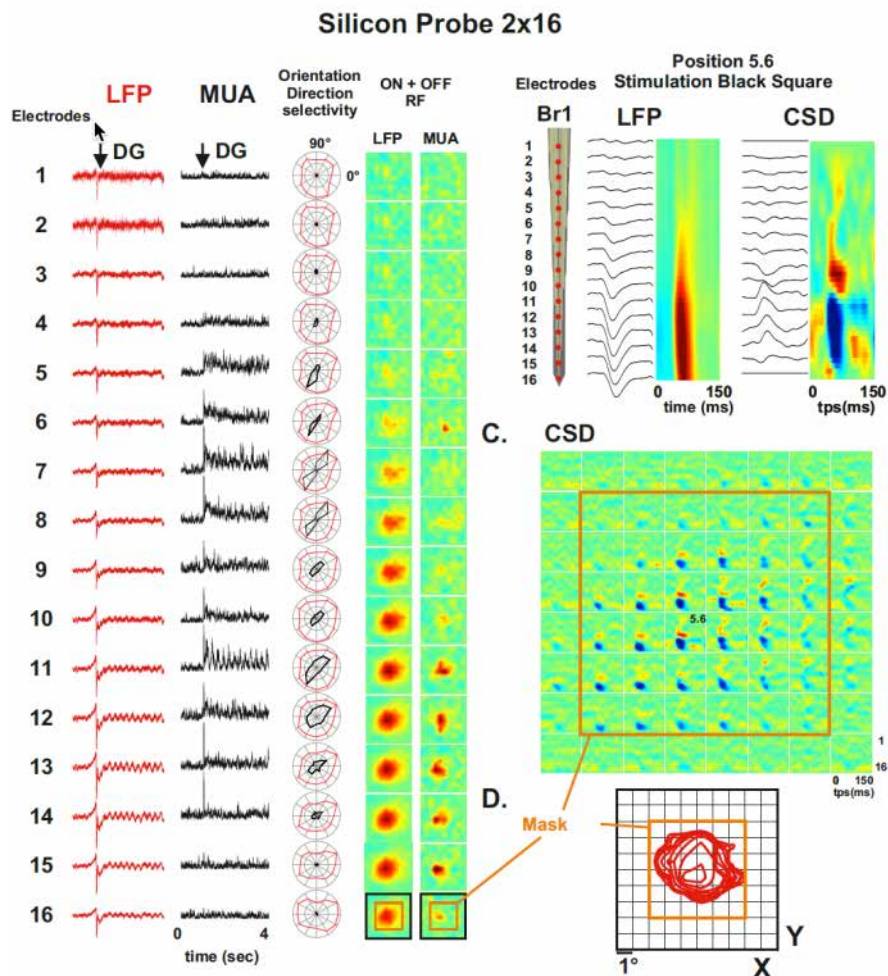 Silicon Probe 2x16
LFP
MUA
Orientation
Direction
selectivity
ON + OFF
RF
LFP
MUA
Electrodes
DG
DG
90°
0°
1
2
3
4
5
6
7
8
9
10
11
12
13
14
15
16
0
4
time (sec)
Position 5.6
Stimulation Black Square
Electrodes
Br1
LFP
CSD
1
2
3
4
5
6
7
8
9
10
11
12
13
14
15
16
0
150
time (ms)
0
150
tps(ms)
C.
CSD
5.6
1
16
0
150
tps(ms)
D.
Mask
Y
1°
X